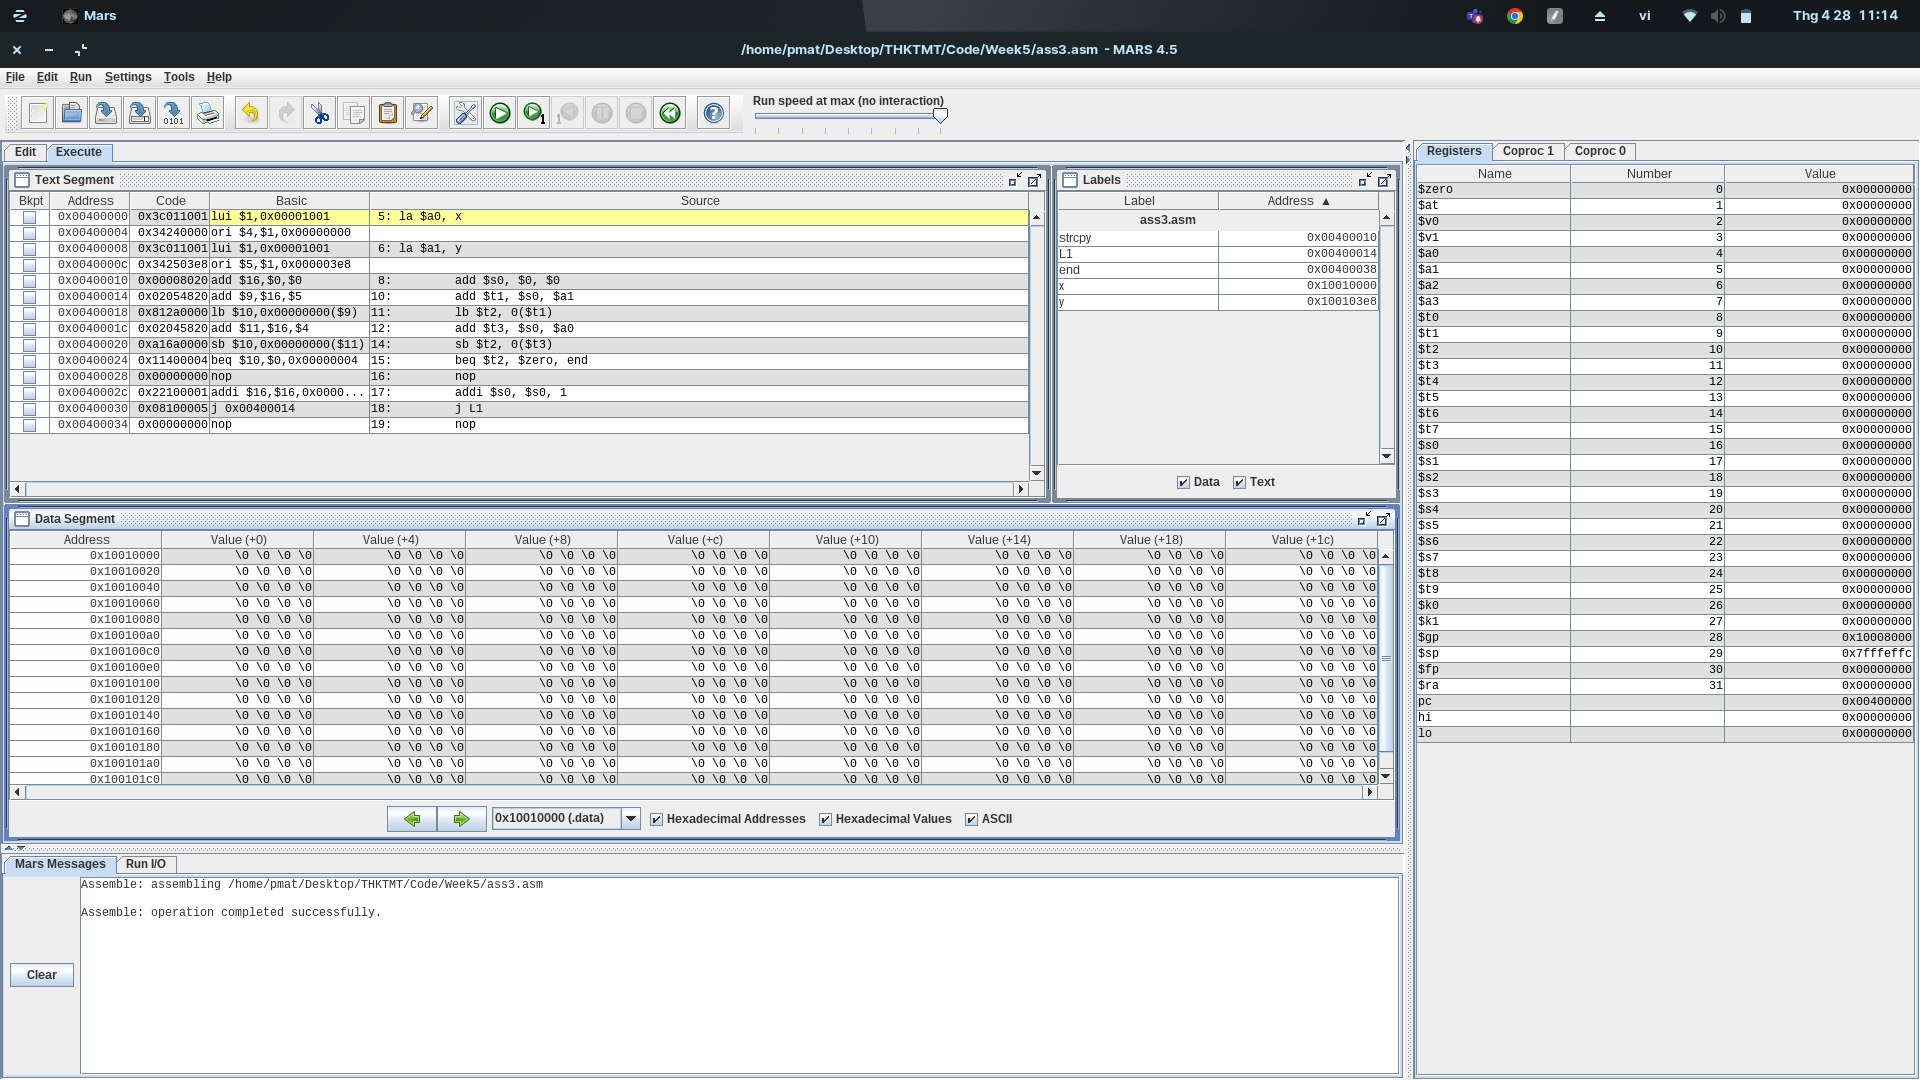 Mars
vi
Thg 4 28 11:14
/home/pmat/Desktop/THKTMT/Code/Week5/ass3.asm - MARS 4.5
File Edit Run Settings Tools Help
Run speed at max (no interaction)
Edit Execute
Text Segment
Bkpt Address Code Basic Source
0x00400000 0x3c011001 lui $1,0x00001001 5: la $a0, x
0x00400004 0x34240000 ori $4,$1,0x00000000
0x00400008 0x3c011001 lui $1,0x00001001 6: la $a1, y
0x0040000c 0x342503e8 ori $5,$1,0x000003e8
0x00400010 0x00008020 add $16,$0,$0 8: add $s0, $0, $0
0x00400014 0x02054820 add $9,$16,$5 10: add $t1, $s0, $a1
0x00400018 0x812a0000 lb $10,0x00000000($9) 11: lb $t2, 0($t1)
0x0040001c 0x02045820 add $11,$16,$4 12: add $t3, $s0, $a0
0x00400020 0xa16a0000 sb $10,0x00000000($11) 14: sb $t2, 0($t3)
0x00400024 0x11400004 beq $10,$0,0x00000004 15: beq $t2, $zero, end
0x00400028 0x00000000 nop 16: nop
0x0040002c 0x22100001 addi $16,$16,0x0000... 17: addi $s0, $s0, 1
0x00400030 0x08100005 j 0x00400014 18: j L1
0x00400034 0x00000000 nop 19: nop
Labels
Label Address ▲
ass3.asm
strcpy 0x00400010
L1 0x00400014
end 0x00400038
x 0x10010000
y 0x100103e8
Data Text
Data Segment
Address Value (+0) Value (+4) Value (+8) Value (+c) Value (+10) Value (+14) Value (+18) Value (+1c)
0x10010000 \0 \0 \0 \0 \0 \0 \0 \0 \0 \0 \0 \0 \0 \0 \0 \0 \0 \0 \0 \0 \0 \0 \0 \0 \0 \0 \0 \0 \0 \0 \0 \0
0x10010020 \0 \0 \0 \0 \0 \0 \0 \0 \0 \0 \0 \0 \0 \0 \0 \0 \0 \0 \0 \0 \0 \0 \0 \0 \0 \0 \0 \0 \0 \0 \0 \0
0x10010040 \0 \0 \0 \0 \0 \0 \0 \0 \0 \0 \0 \0 \0 \0 \0 \0 \0 \0 \0 \0 \0 \0 \0 \0 \0 \0 \0 \0 \0 \0 \0 \0
0x10010060 \0 \0 \0 \0 \0 \0 \0 \0 \0 \0 \0 \0 \0 \0 \0 \0 \0 \0 \0 \0 \0 \0 \0 \0 \0 \0 \0 \0 \0 \0 \0 \0
0x10010080 \0 \0 \0 \0 \0 \0 \0 \0 \0 \0 \0 \0 \0 \0 \0 \0 \0 \0 \0 \0 \0 \0 \0 \0 \0 \0 \0 \0 \0 \0 \0 \0
0x100100a0 \0 \0 \0 \0 \0 \0 \0 \0 \0 \0 \0 \0 \0 \0 \0 \0 \0 \0 \0 \0 \0 \0 \0 \0 \0 \0 \0 \0 \0 \0 \0 \0
0x100100c0 \0 \0 \0 \0 \0 \0 \0 \0 \0 \0 \0 \0 \0 \0 \0 \0 \0 \0 \0 \0 \0 \0 \0 \0 \0 \0 \0 \0 \0 \0 \0 \0
0x100100e0 \0 \0 \0 \0 \0 \0 \0 \0 \0 \0 \0 \0 \0 \0 \0 \0 \0 \0 \0 \0 \0 \0 \0 \0 \0 \0 \0 \0 \0 \0 \0 \0
0x10010100 \0 \0 \0 \0 \0 \0 \0 \0 \0 \0 \0 \0 \0 \0 \0 \0 \0 \0 \0 \0 \0 \0 \0 \0 \0 \0 \0 \0 \0 \0 \0 \0
0x10010120 \0 \0 \0 \0 \0 \0 \0 \0 \0 \0 \0 \0 \0 \0 \0 \0 \0 \0 \0 \0 \0 \0 \0 \0 \0 \0 \0 \0 \0 \0 \0 \0
0x10010140 \0 \0 \0 \0 \0 \0 \0 \0 \0 \0 \0 \0 \0 \0 \0 \0 \0 \0 \0 \0 \0 \0 \0 \0 \0 \0 \0 \0 \0 \0 \0 \0
0x10010160 \0 \0 \0 \0 \0 \0 \0 \0 \0 \0 \0 \0 \0 \0 \0 \0 \0 \0 \0 \0 \0 \0 \0 \0 \0 \0 \0 \0 \0 \0 \0 \0
0x10010180 \0 \0 \0 \0 \0 \0 \0 \0 \0 \0 \0 \0 \0 \0 \0 \0 \0 \0 \0 \0 \0 \0 \0 \0 \0 \0 \0 \0 \0 \0 \0 \0
0x100101a0 \0 \0 \0 \0 \0 \0 \0 \0 \0 \0 \0 \0 \0 \0 \0 \0 \0 \0 \0 \0 \0 \0 \0 \0 \0 \0 \0 \0 \0 \0 \0 \0
0x100101c0 \0 \0 \0 \0 \0 \0 \0 \0 \0 \0 \0 \0 \0 \0 \0 \0 \0 \0 \0 \0 \0 \0 \0 \0 \0 \0 \0 \0 \0 \0 \0 \0
0x10010000 (.data) Hexadecimal Addresses Hexadecimal Values ASCII
Mars Messages Run I/O
Assemble: assembling /home/pmat/Desktop/THKTMT/Code/Week5/ass3.asm
Assemble: operation completed successfully.
Clear
Registers Coproc 1 Coproc 0
Name Number Value
$zero 0 0x00000000
$at 1 0x00000000
$v0 2 0x00000000
$v1 3 0x00000000
$a0 4 0x00000000
$a1 5 0x00000000
$a2 6 0x00000000
$a3 7 0x00000000
$t0 8 0x00000000
$t1 9 0x00000000
$t2 10 0x00000000
$t3 11 0x00000000
$t4 12 0x00000000
$t5 13 0x00000000
$t6 14 0x00000000
$t7 15 0x00000000
$s0 16 0x00000000
$s1 17 0x00000000
$s2 18 0x00000000
$s3 19 0x00000000
$s4 20 0x00000000
$s5 21 0x00000000
$s6 22 0x00000000
$s7 23 0x00000000
$t8 24 0x00000000
$t9 25 0x00000000
$k0 26 0x00000000
$k1 27 0x00000000
$gp 28 0x10008000
$sp 29 0x7fffeffc
$fp 30 0x00000000
$ra 31 0x00000000
pc 0x00400000
hi 0x00000000
lo 0x00000000